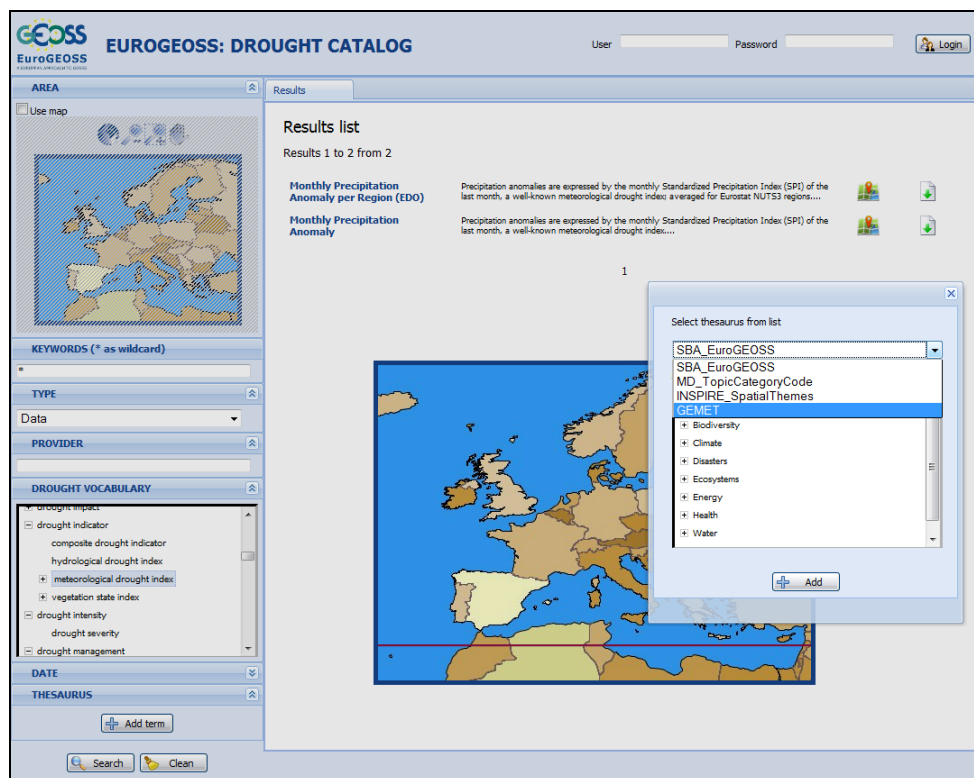 GEOSS
EuroGEOSS
EUROGEOSS: DROUGHT CATALOG
User
Password
Login
AREA
Use map
KEYWORDS (* as wildcard)
*
TYPE
Data
PROVIDER
DROUGHT VOCABULARY
drought impact
drought indicator
composite drought indicator
hydrological drought index
meteorological drought index
vegetation state index
drought intensity
drought severity
drought management
DATE
THESAURUS
Add term
Search
Clean
Results
Results list
Results 1 to 2 from 2
Monthly Precipitation
Anomaly per Region (EDO)
Precipitation anomalies are expressed by the monthly Standardized Precipitation Index (SPI) of the
last month, a well-known meteorological drought index; averaged for Eurostat NUTS3 regions....
Monthly Precipitation
Anomaly
Precipitation anomalies are expressed by the monthly Standardized Precipitation Index (SPI) of the
last month, a well-known meteorological drought index....
1
Select thesaurus from list
SBA_EuroGEOSS
SBA_EuroGEOSS
MD_TopicCategoryCode
INSPIRE_SpatialThemes
GEMET
Biodiversity
Climate
Disasters
Ecosystems
Energy
Health
Water
Add